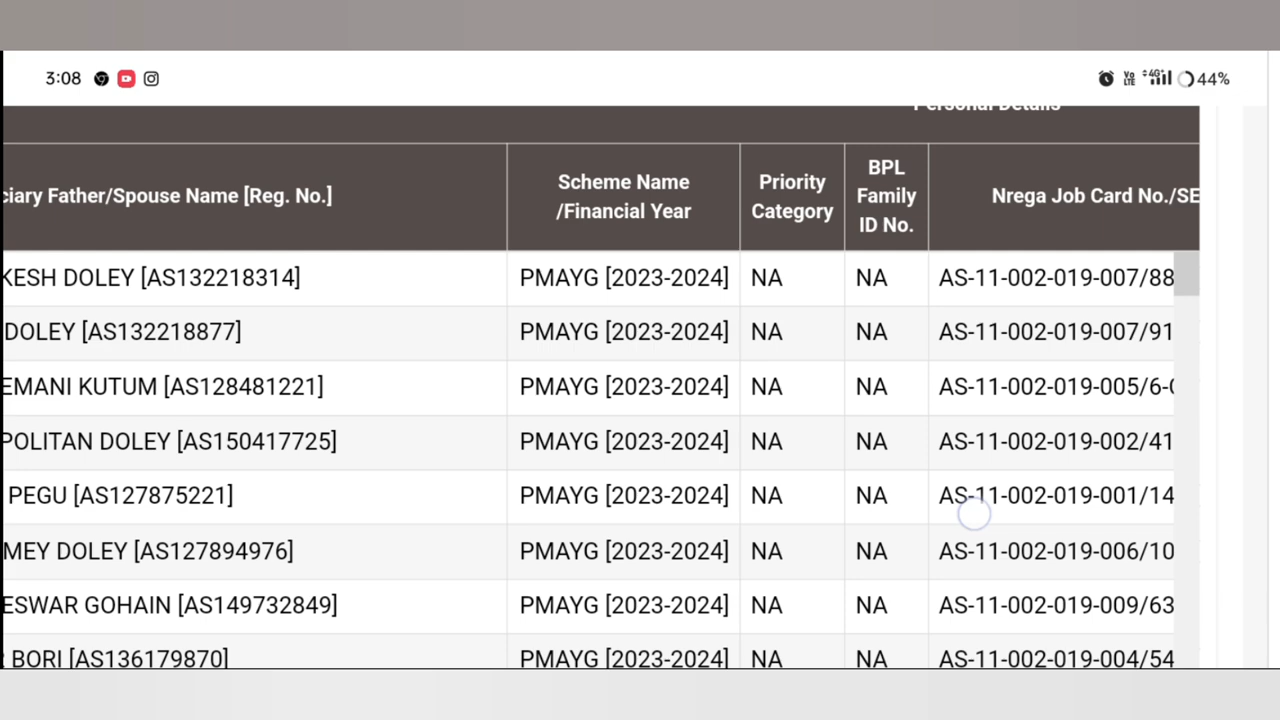 3:08 VoLTE 4G+ 44%
Personal Details
ciary Father/Spouse Name [Reg. No.] Scheme Name /Financial Year Priority Category BPL Family ID No. Nrega Job Card No./SE
KESH DOLEY [AS132218314] PMAYG [2023-2024] NA NA AS-11-002-019-007/88
DOLEY [AS132218877] PMAYG [2023-2024] NA NA AS-11-002-019-007/91
EMANI KUTUM [AS128481221] PMAYG [2023-2024] NA NA AS-11-002-019-005/6-
POLITAN DOLEY [AS150417725] PMAYG [2023-2024] NA NA AS-11-002-019-002/41
PEGU [AS127875221] PMAYG [2023-2024] NA NA AS-11-002-019-001/14
MEY DOLEY [AS127894976] PMAYG [2023-2024] NA NA AS-11-002-019-006/10
ESWAR GOHAIN [AS149732849] PMAYG [2023-2024] NA NA AS-11-002-019-009/63
BORI [AS136179870] PMAYG [2023-2024] NA NA AS-11-002-019-004/54